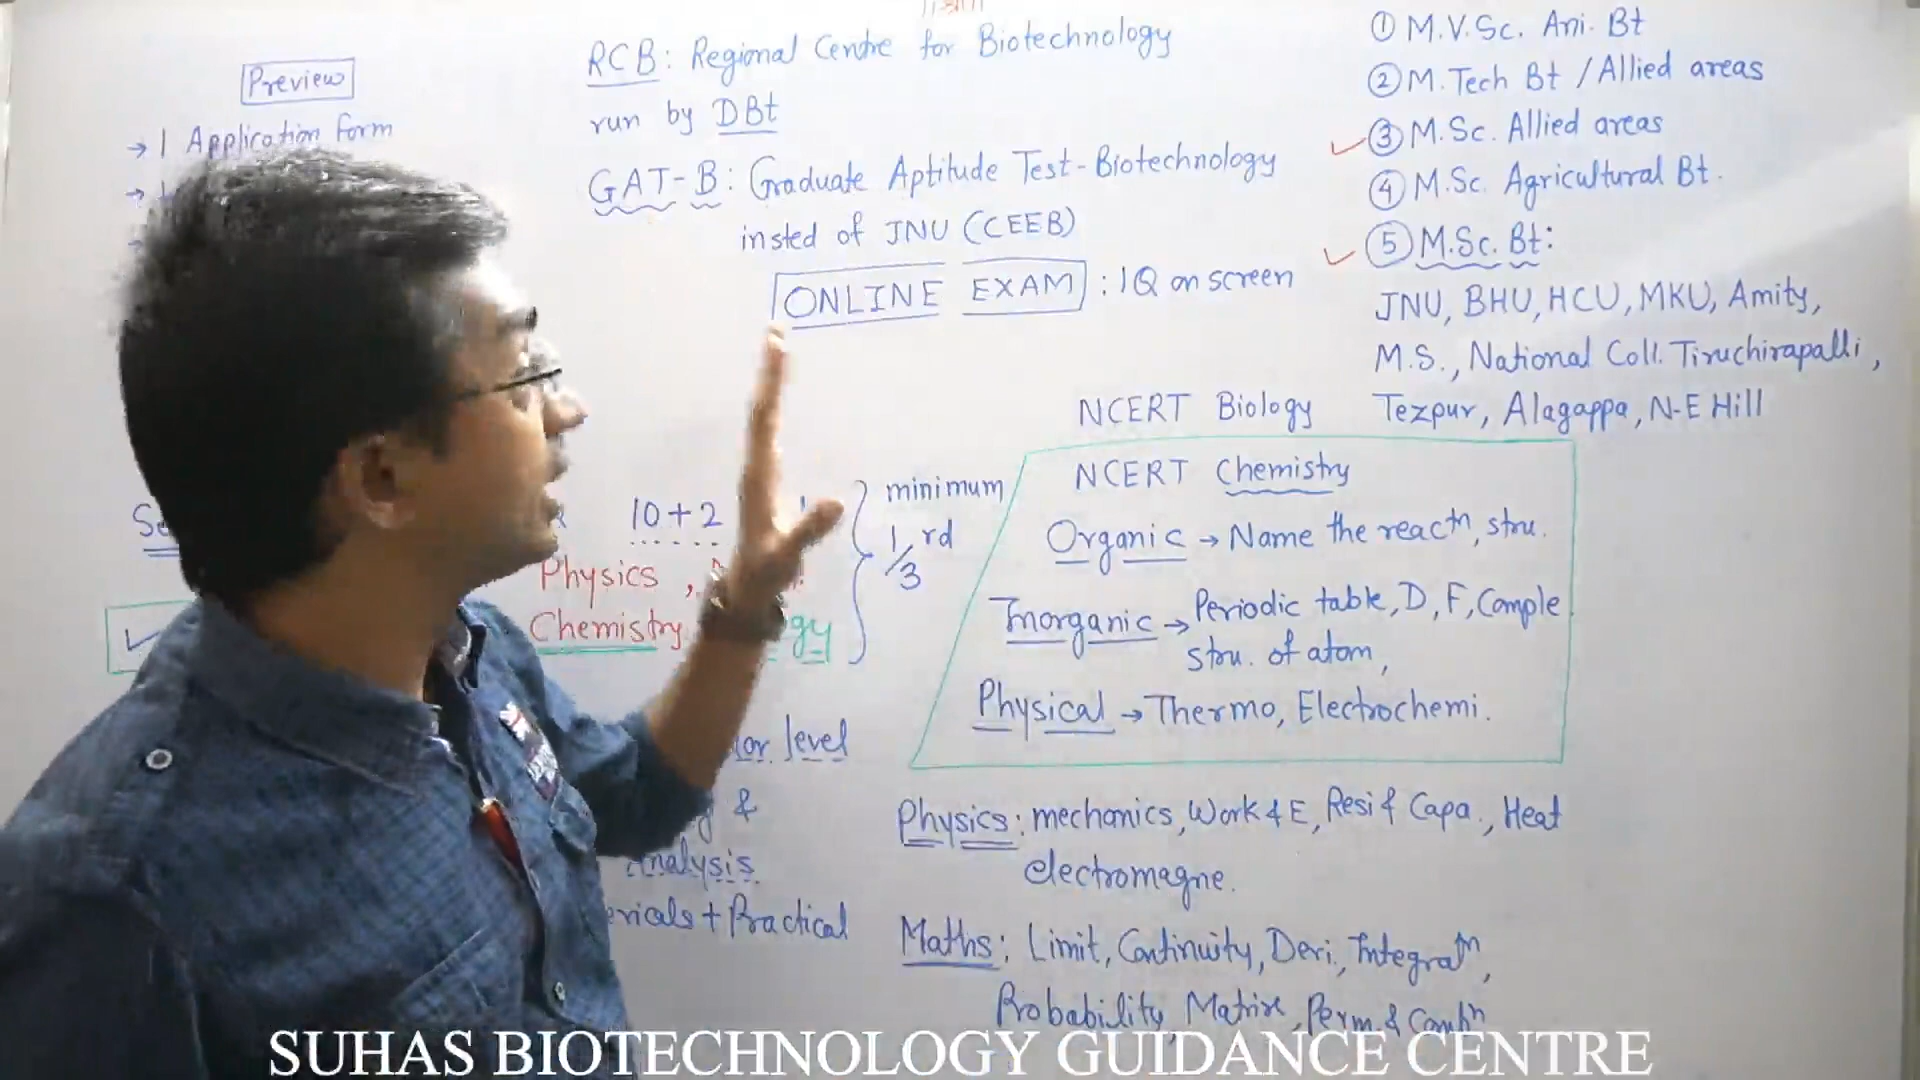 Preview
→ 1 Application form
RCB: Regional Centre for Biotechnology
run by DBt
GAT-B: Graduate Aptitude Test-Biotechnology
insted of JNU (CEEB)
ONLINE EXAM : 1Q on screen
① M.V.Sc. Ani. Bt
② M.Tech Bt / Allied areas
③ M.Sc. Allied areas
④ M.Sc. Agricultural Bt.
⑤ M.Sc. Bt:
JNU, BHU, HCU, MKU, Amity,
M.S., National Coll. Tiruchirapalli,
Tezpur, Alagappa, N-E Hill
10+2
Physics,
Chemistry
minimum
1/3 rd
level
&
Analysis
+ Practical
NCERT Biology
NCERT Chemistry
Organic → Name the reactn, stru.
Inorganic → Periodic table, D, F, Comple
stru. of atom,
Physical → Thermo, Electrochemi.
Physics: mechanics, Work & E, Resi & Capa., Heat
electromagne.
Maths: Limit, Continuity, Deri., Integratn,
Probability, Matrix, Perm. & Combn
SUHAS BIOTECHNOLOGY GUIDANCE CENTRE